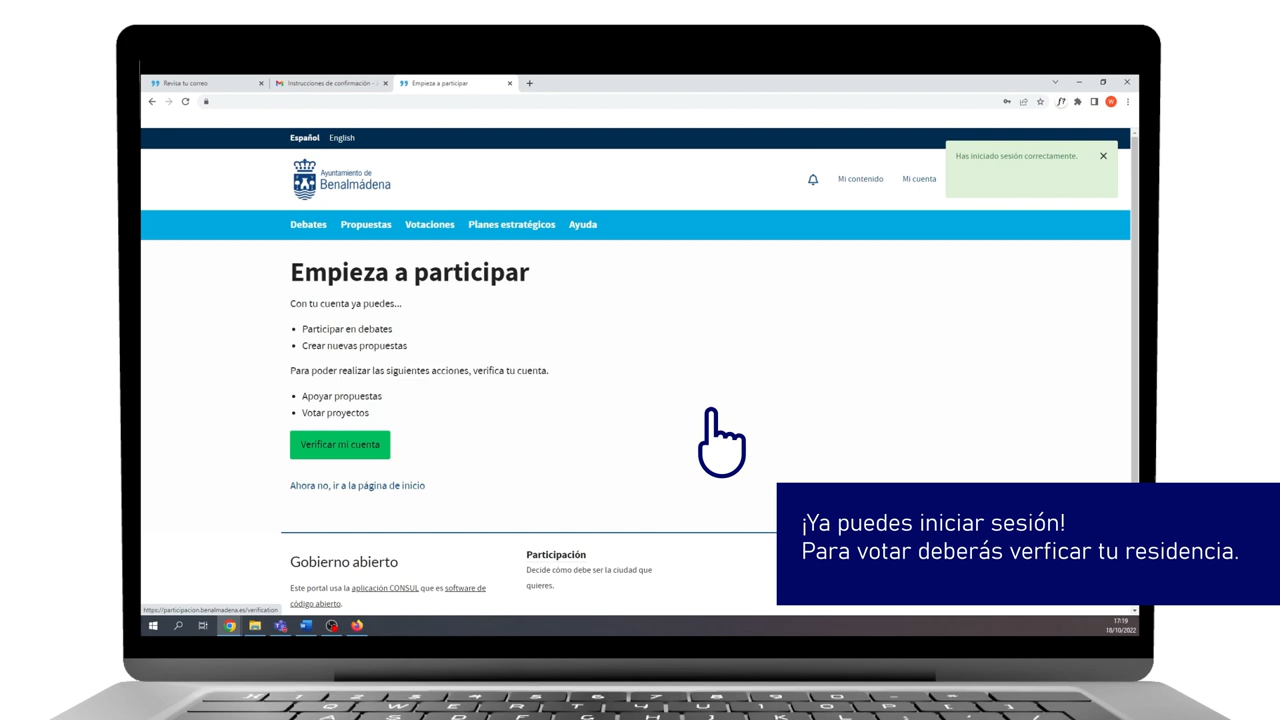 Revisa tu correo
Instrucciones de confirmación -
Empieza a participar
Español English
Ayuntamiento de
Benalmádena
Mi contenido Mi cuenta
Has iniciado sesión correctamente.
Debates Propuestas Votaciones Planes estratégicos Ayuda
Empieza a participar
Con tu cuenta ya puedes...
• Participar en debates
• Crear nuevas propuestas
Para poder realizar las siguientes acciones, verifica tu cuenta.
• Apoyar propuestas
• Votar proyectos
Verificar mi cuenta
Ahora no, ir a la página de inicio
¡Ya puedes iniciar sesión!
Para votar deberás verficar tu residencia.
Gobierno abierto
Este portal usa la aplicación CONSUL que es software de
código abierto.
Participación
Decide cómo debe ser la ciudad que
quieres.
https://participacion.benalmadena.es/verification
17:19
18/10/2022